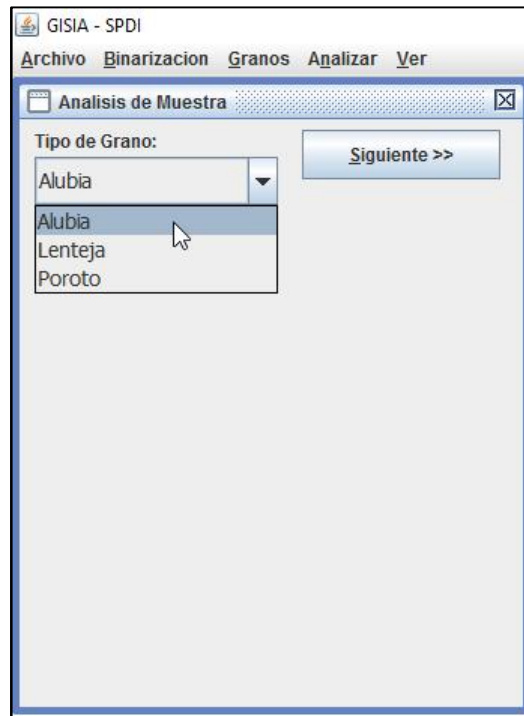 GISIA - SPDI
Archivo Binarizacion Granos Analizar Ver
Analisis de Muestra
Tipo de Grano:
Siguiente >>
Alubia
Alubia
Lenteja
Poroto